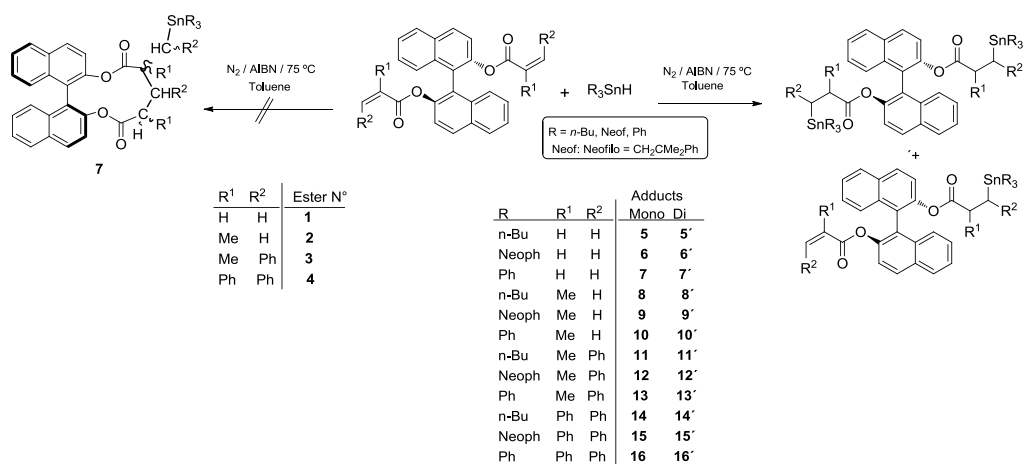 SnR3
HC
R2
O
O
R1
R2
O
O
H
R1
7
N2 / AIBN / 75 ºC
Toluene
R2
R1
O
O
R1
O
R2
O
+
R3SnH
R = n-Bu, Neof, Ph
Neof: Neofilo = CH2CMe2Ph
N2 / AIBN / 75 ºC
Toluene
SnR3
O
R2
O
R1
R1
R2
O
SnR3
O
´+
SnR3
O
R2
O
R1
R1
O
R2
O
R1 R2 Ester N°
H H 1
Me H 2
Me Ph 3
Ph Ph 4
Adducts
R R1 R2 Mono Di
n-Bu H H 5 5´
Neoph H H 6 6´
Ph H H 7 7´
n-Bu Me H 8 8´
Neoph Me H 9 9´
Ph Me H 10 10´
n-Bu Me Ph 11 11´
Neoph Me Ph 12 12´
Ph Me Ph 13 13´
n-Bu Ph Ph 14 14´
Neoph Ph Ph 15 15´
Ph Ph Ph 16 16´